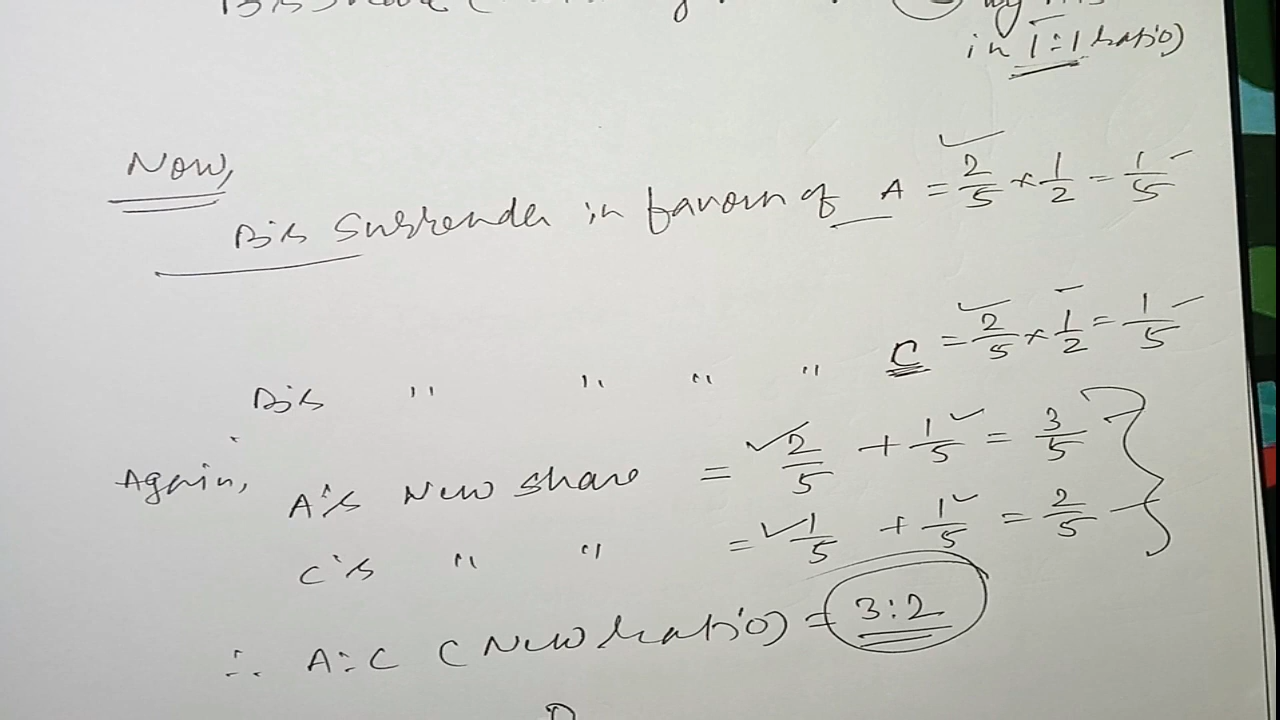 in 1:1 ratio)
Now,
B's Surrender in favour of A = 2/5 × 1/2 = 1/5
B's " " " " C = 2/5 × 1/2 = 1/5
Again, A's New share = 2/5 + 1/5 = 3/5
C's " " = 1/5 + 1/5 = 2/5
∴ A:C (New ratio) = 3:2